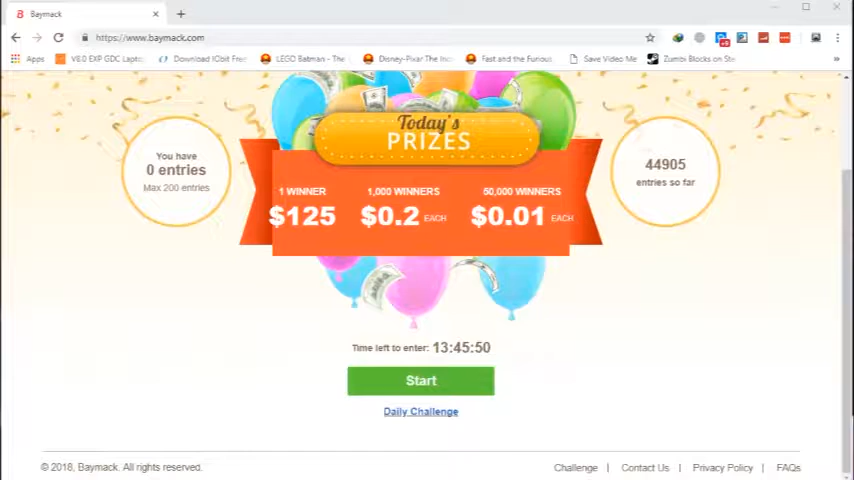 Baymack
https://www.baymack.com
Apps V8.0 EXP GDC Laptc Download IObit Free LEGO Batman - The Disney-Pixar The Inc Fast and the Furious Save Video Me Zumbi Blocks on Ste
Today's
PRIZES
You have
0 entries
Max 200 entries
1 WINNER
$125
1,000 WINNERS
$0.2 EACH
50,000 WINNERS
$0.01 EACH
44905
entries so far
Time left to enter: 13:45:50
Start
Daily Challenge
© 2018, Baymack. All rights reserved.
Challenge | Contact Us | Privacy Policy | FAQs